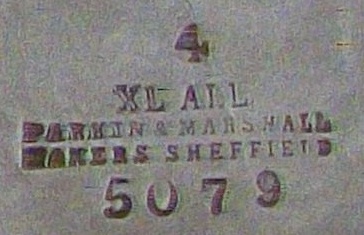 4
XL ALL
PARKIN & MARSHALL
MAKERS SHEFFIELD
5079